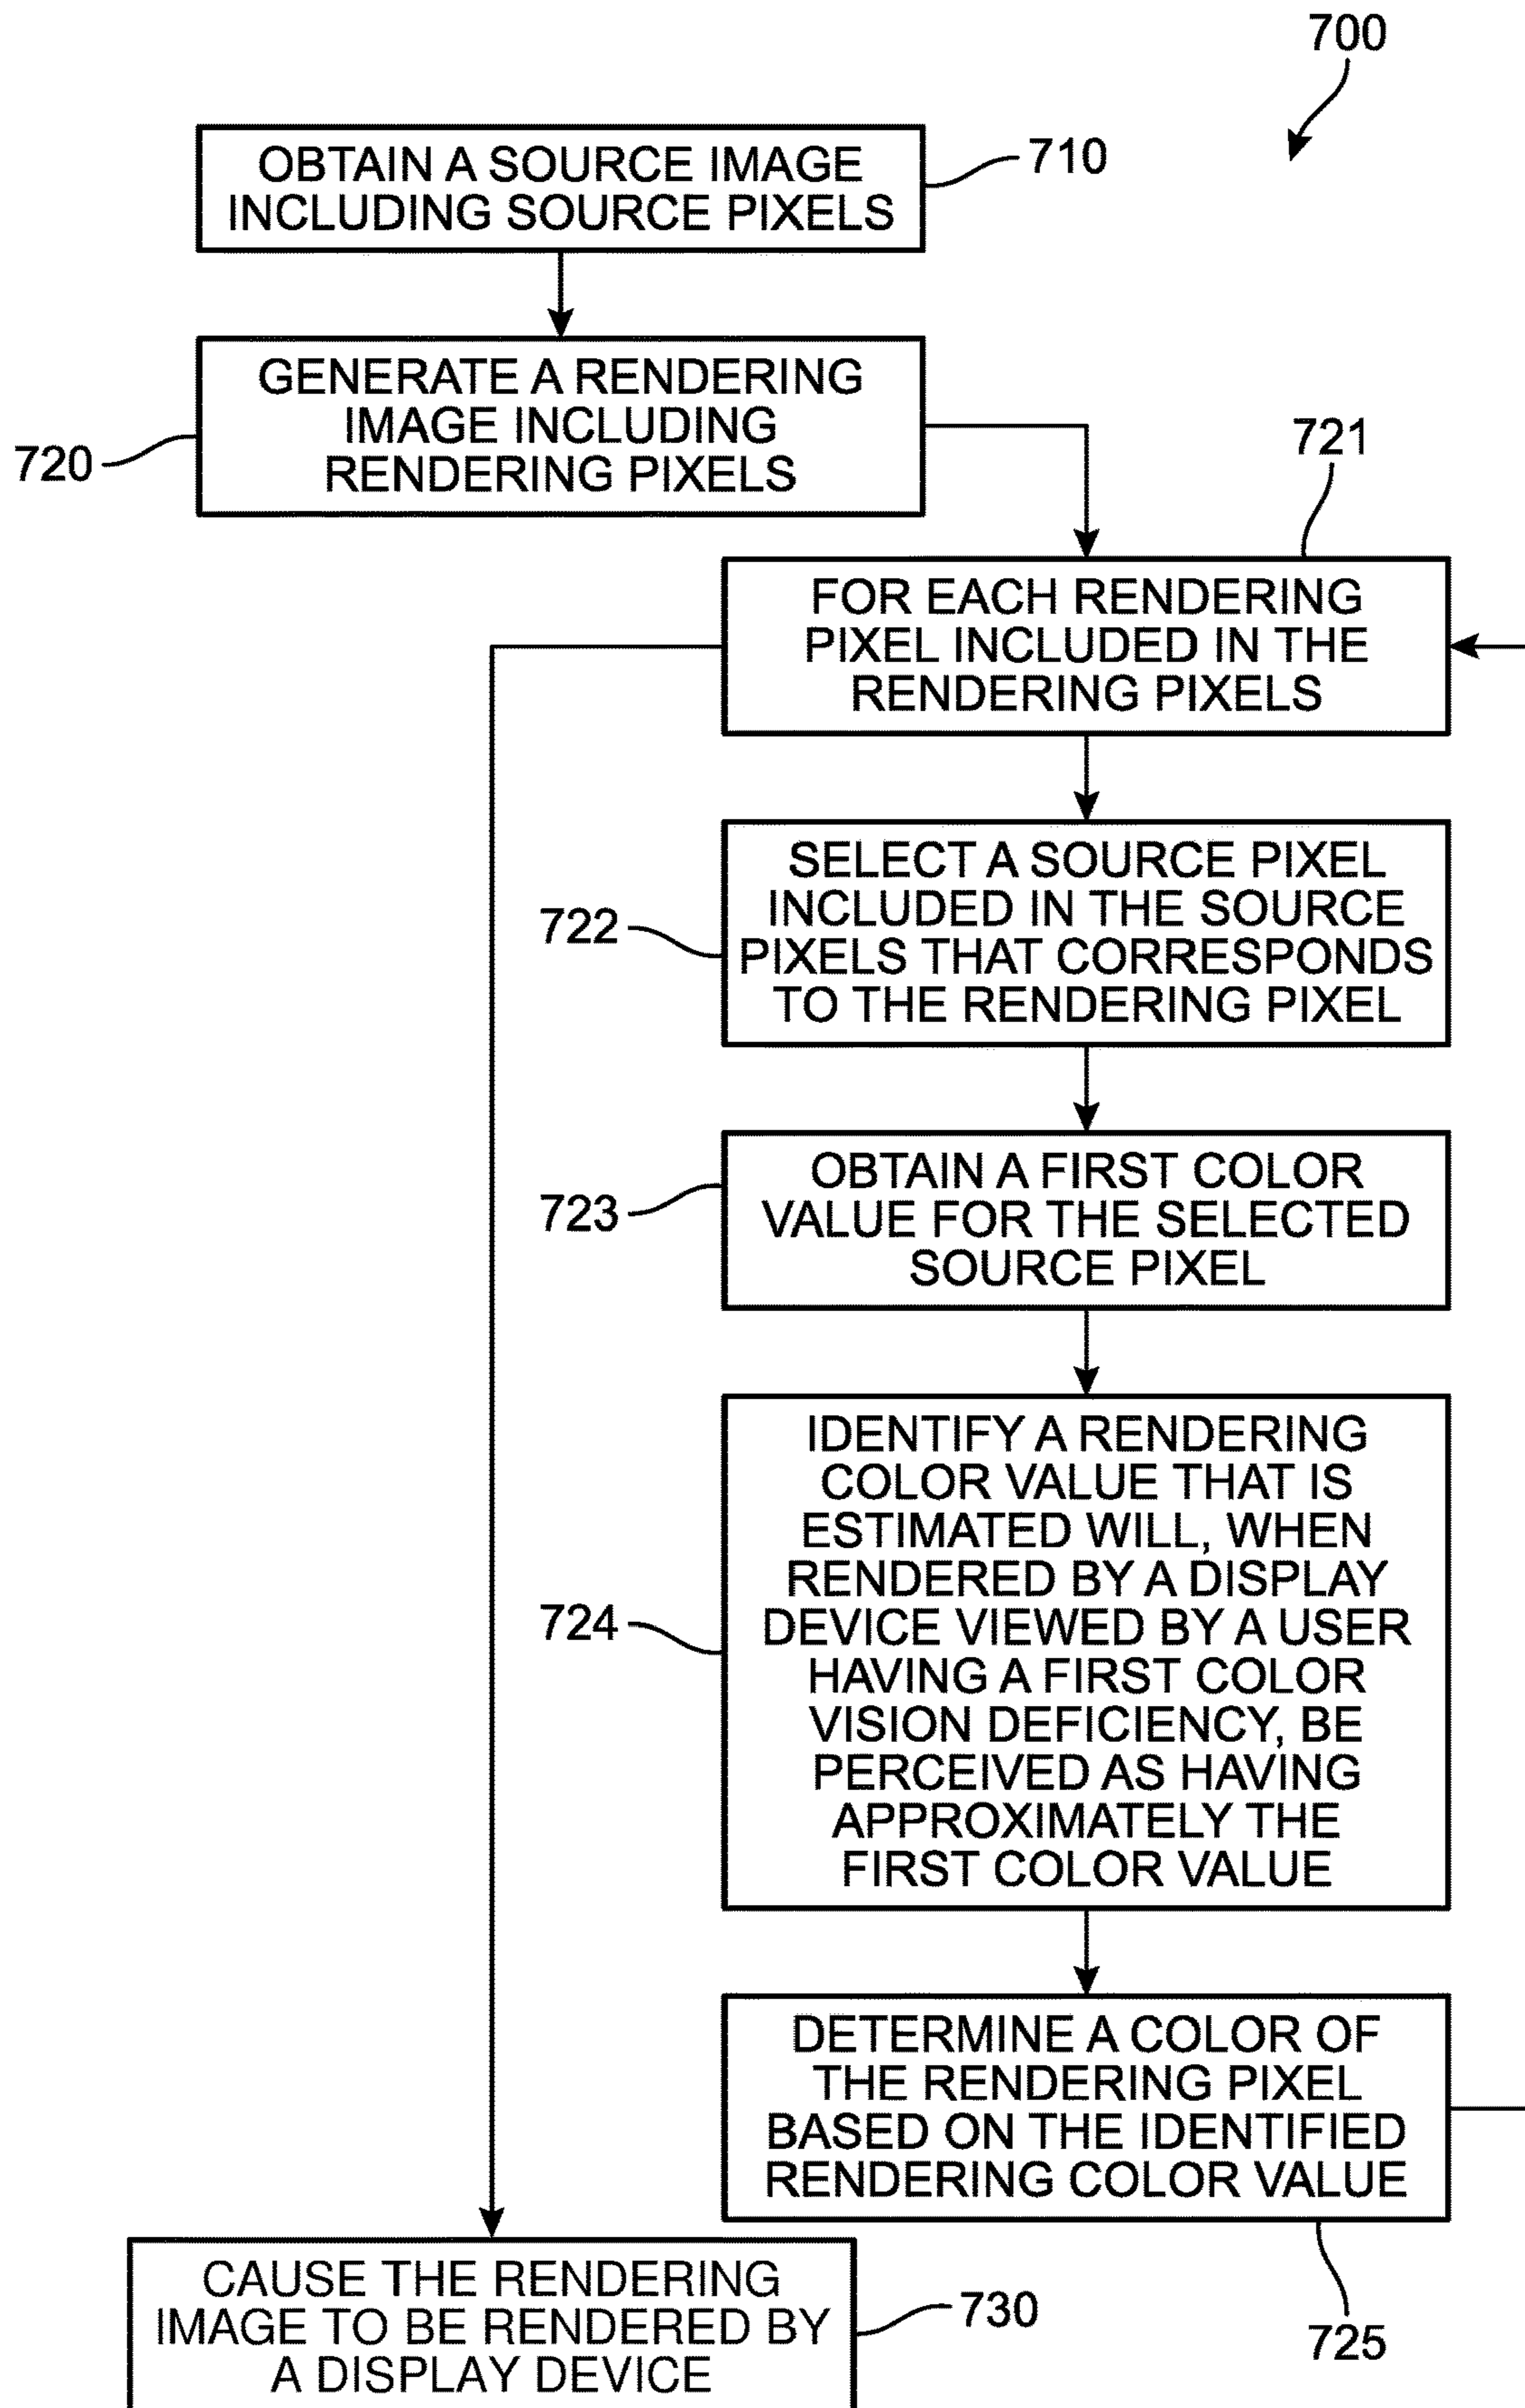 700
OBTAIN A SOURCE IMAGE
INCLUDING SOURCE PIXELS
710
GENERATE A RENDERING
IMAGE INCLUDING
RENDERING PIXELS
720
721
FOR EACH RENDERING
PIXEL INCLUDED IN THE
RENDERING PIXELS
SELECT A SOURCE PIXEL
INCLUDED IN THE SOURCE
PIXELS THAT CORRESPONDS
TO THE RENDERING PIXEL
722
OBTAIN A FIRST COLOR
VALUE FOR THE SELECTED
SOURCE PIXEL
723
IDENTIFY A RENDERING
COLOR VALUE THAT IS
ESTIMATED WILL, WHEN
RENDERED BY A DISPLAY
DEVICE VIEWED BY A USER
HAVING A FIRST COLOR
VISION DEFICIENCY, BE
PERCEIVED AS HAVING
APPROXIMATELY THE
FIRST COLOR VALUE
724
DETERMINE A COLOR OF
THE RENDERING PIXEL
BASED ON THE IDENTIFIED
RENDERING COLOR VALUE
725
CAUSE THE RENDERING
IMAGE TO BE RENDERED BY
A DISPLAY DEVICE
730